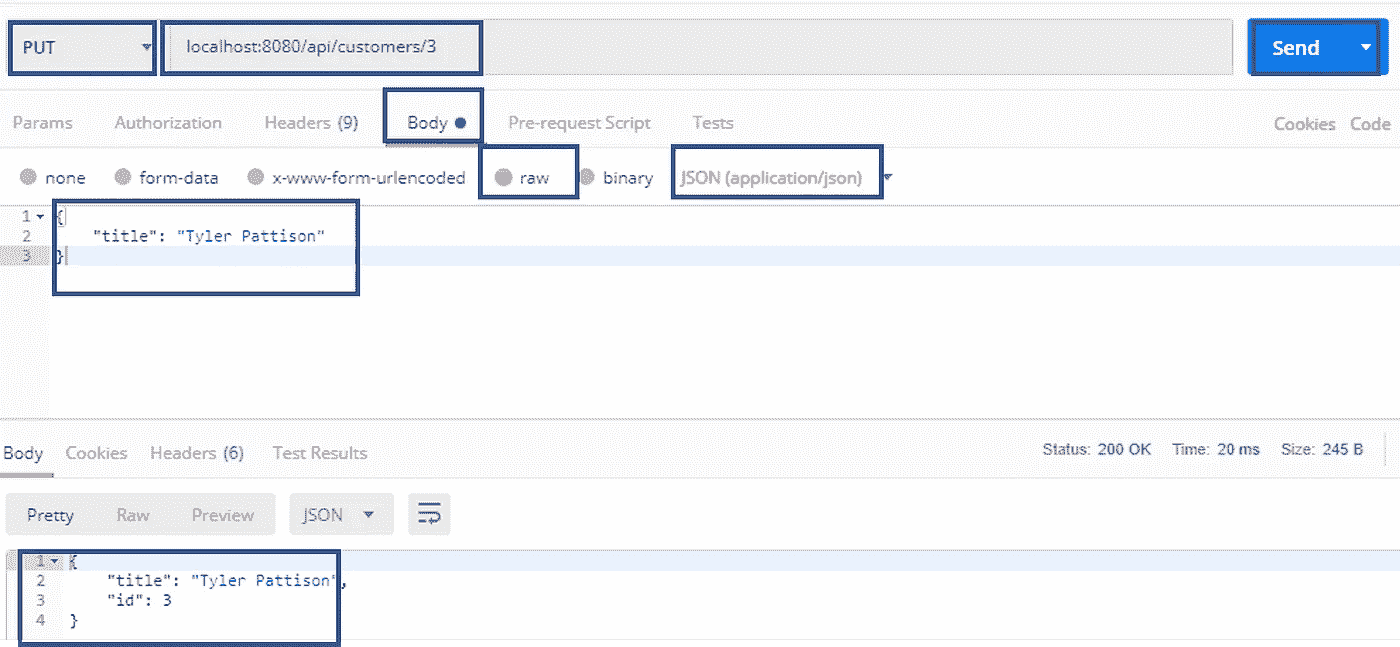 PUT localhost:8080/api/customers/3 Send
Params Authorization Headers (9) Body Pre-request Script Tests Cookies Code
none form-data x-www-form-urlencoded raw binary JSON (application/json)
1 {
2 "title": "Tyler Pattison"
3 }
Body Cookies Headers (6) Test Results Status: 200 OK Time: 20 ms Size: 245 B
Pretty Raw Preview JSON
1 {
2 "title": "Tyler Pattison",
3 "id": 3
4 }